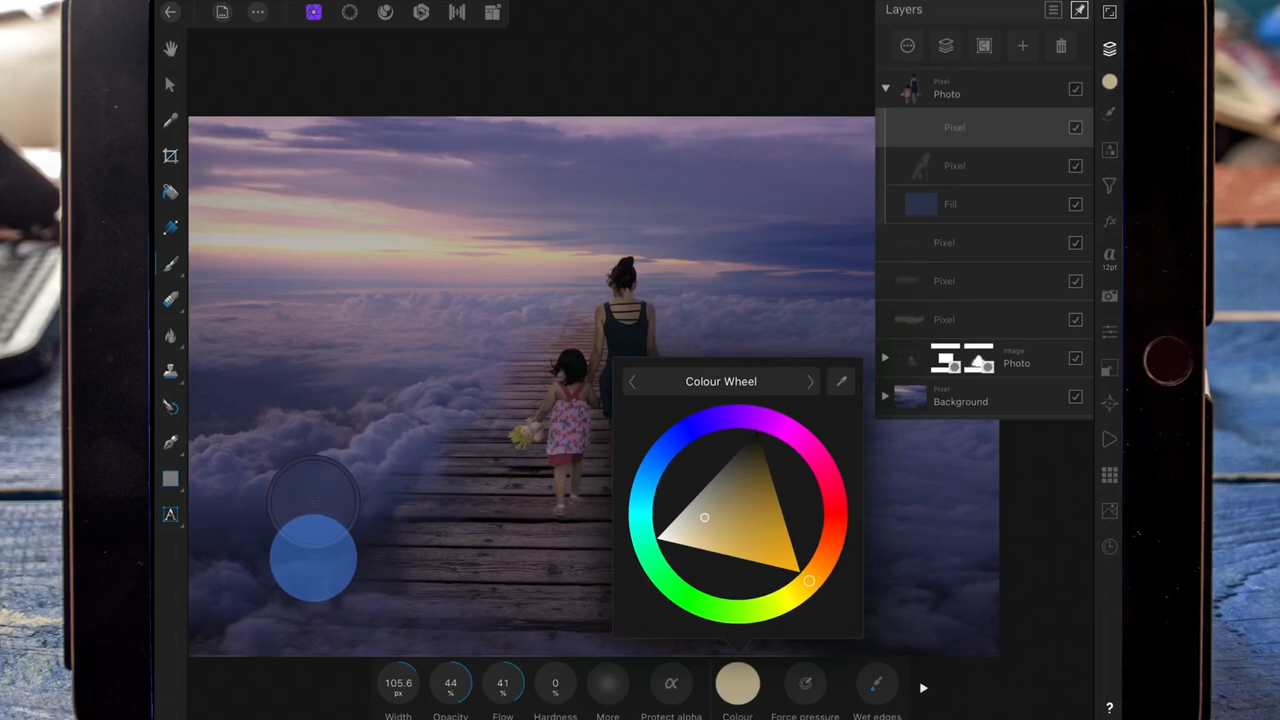 Layers
Pixel
Photo
Pixel
Pixel
Fill
Pixel
Pixel
Pixel
Image
Photo
Pixel
Background
a
12pt
A
Colour Wheel
105.6
px
44
%
41
%
0
%
α
Width
Opacity
Flow
Hardness
More
Protect alpha
Colour
Force pressure
Wet edges
?